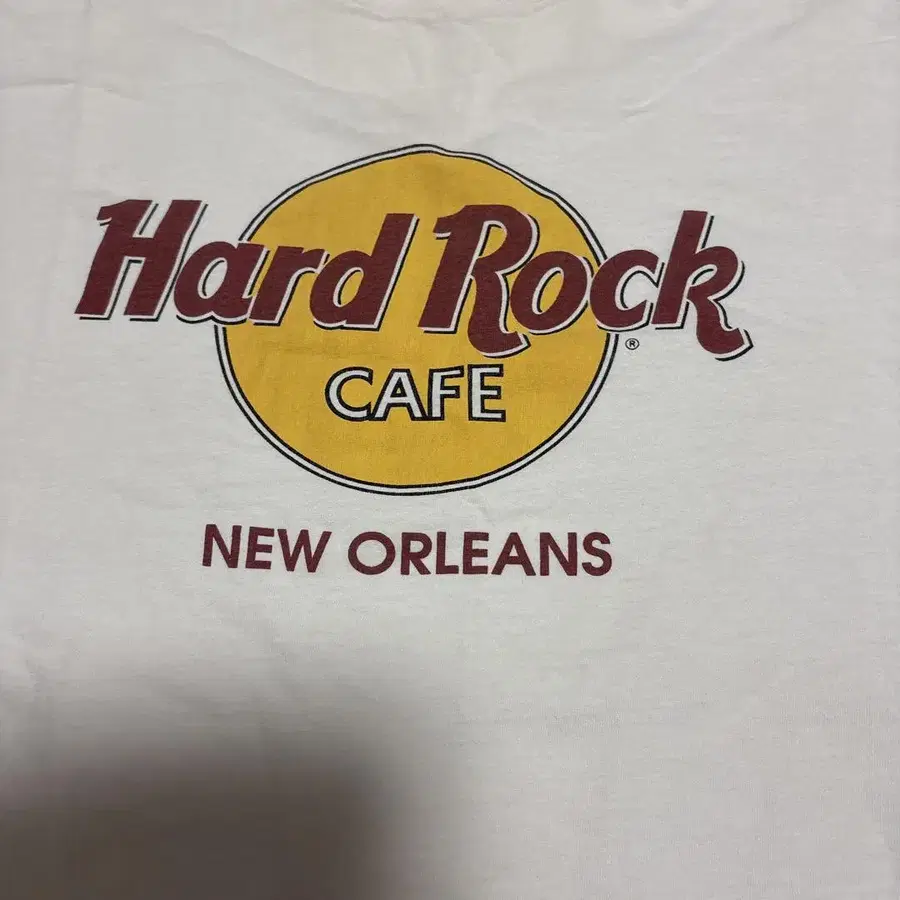 Hard Rock
®
CAFE
NEW ORLEANS